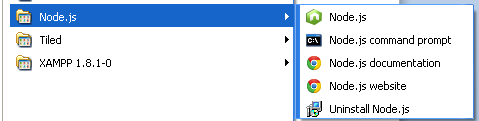 Node.js
Tiled
XAMPP 1.8.1-0
Node.js
Node.js command prompt
Node.js documentation
Node.js website
Uninstall Node.js